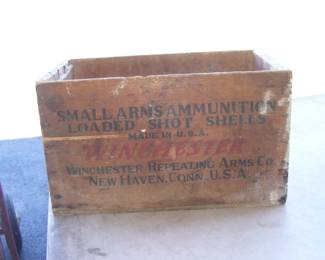 SMALL ARMS AMMUNITION
LOADED SHOT SHELLS
MADE IN U.S.A.
WINCHESTER
WINCHESTER REPEATING ARMS CO.
NEW HAVEN, CONN. U.S.A.